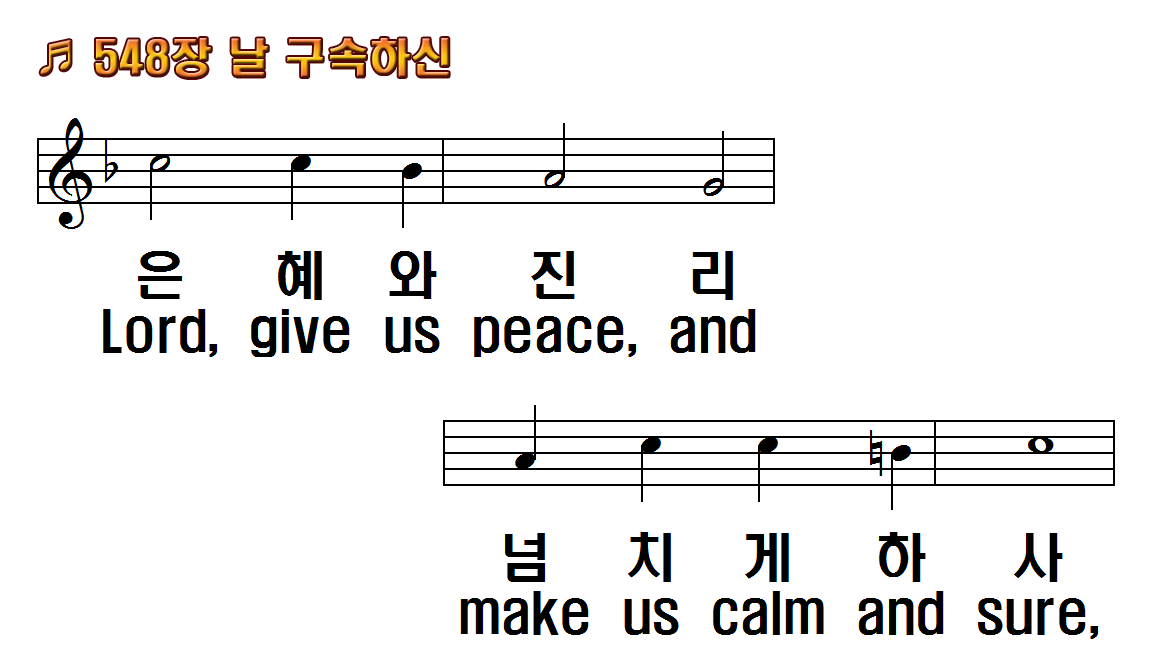 ♬ 548장 날 구속하신
은 혜 와 진 리
Lord, give us peace, and
넘 치 게 하 사
make us calm and sure,